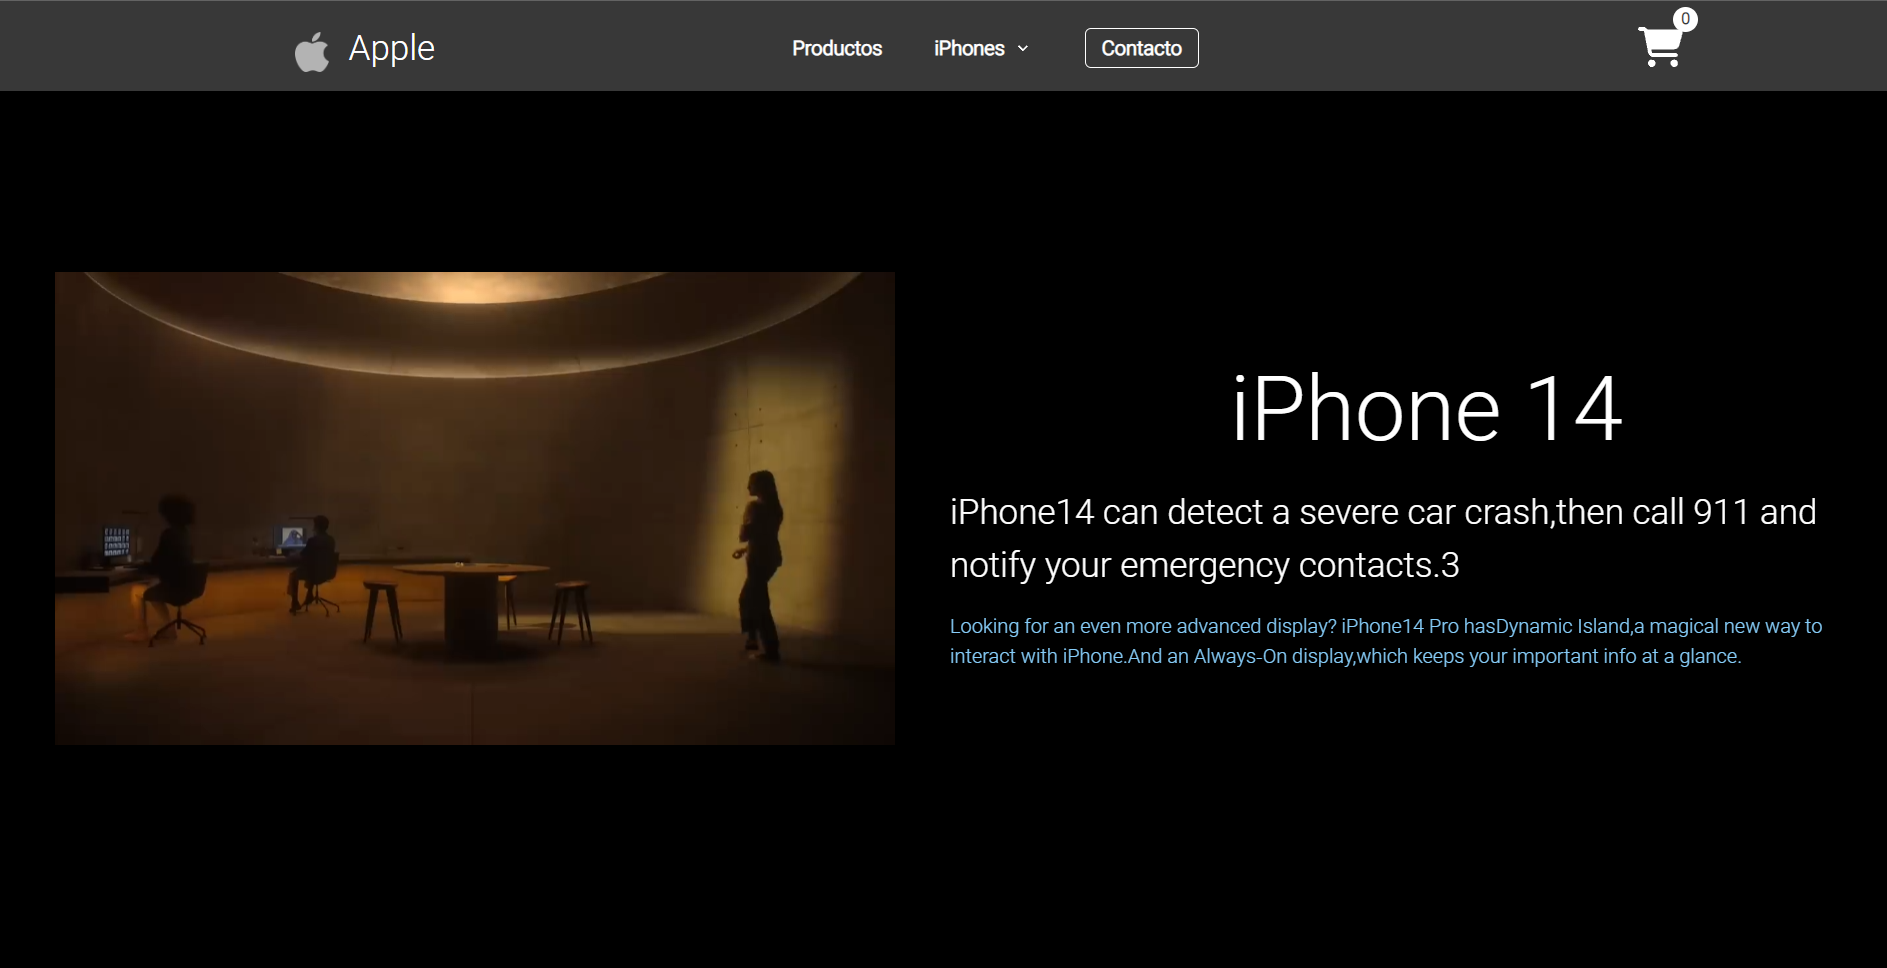 Apple
Productos
iPhones
Contacto
0
iPhone 14
iPhone14 can detect a severe car crash,then call 911 and
notify your emergency contacts.3
Looking for an even more advanced display? iPhone14 Pro hasDynamic Island,a magical new way to
interact with iPhone.And an Always-On display,which keeps your important info at a glance.